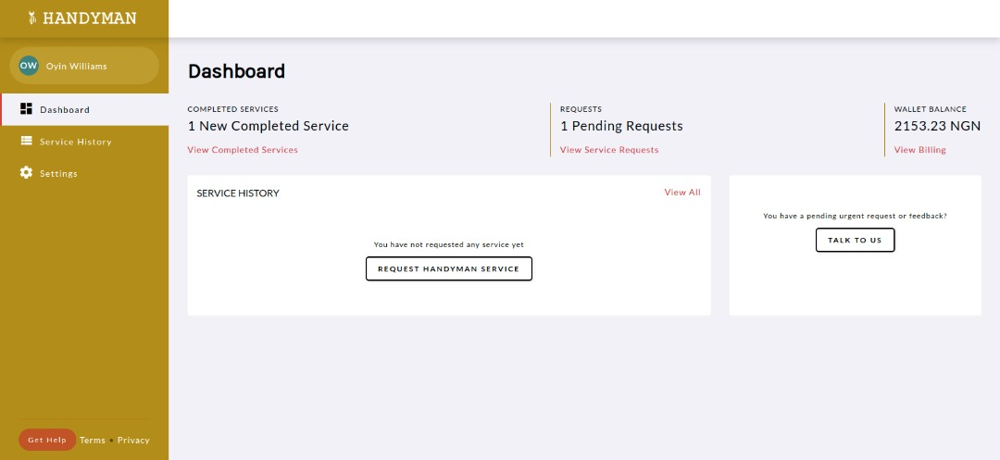 HANDYMAN
OW Oyin Williams
Dashboard
Service History
Settings
Get Help Terms • Privacy
Dashboard
COMPLETED SERVICES
1 New Completed Service
View Completed Services
REQUESTS
1 Pending Requests
View Service Requests
WALLET BALANCE
2153.23 NGN
View Billing
SERVICE HISTORY View All
You have not requested any service yet
REQUEST HANDYMAN SERVICE
You have a pending urgent request or feedback?
TALK TO US